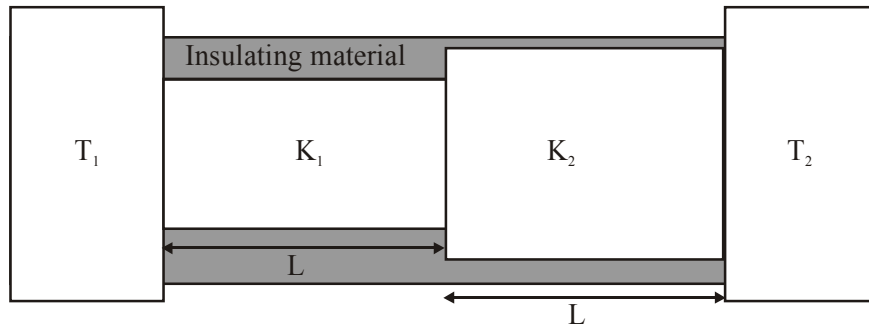 Insulating material
T₁ K₁ K₂ T₂
L
L